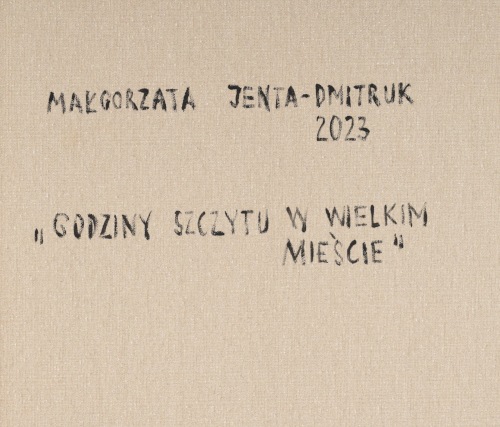 MAŁGORZATA JENTA-DMITRUK
2023
„GODZINY SZCZYTU W WIELKIM
MIEŚCIE"